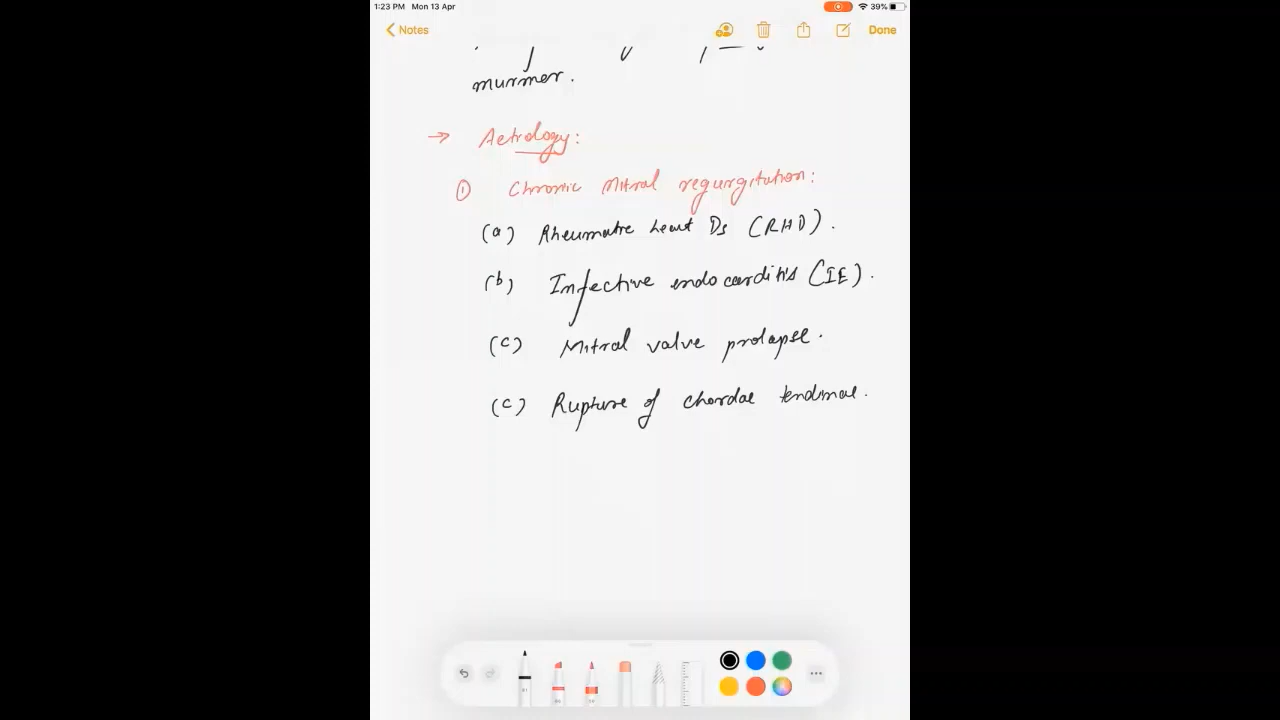 1:23 PM Mon 13 Apr
39%
Notes
Done
murmer.
→ Aetiology:
① Chronic Mitral regurgitation:
(a) Rheumatic heart Ds (RHD).
(b) Infective endocarditis (IE).
(c) Mitral valve prolapse.
(c) Rupture of chordae tendinae.